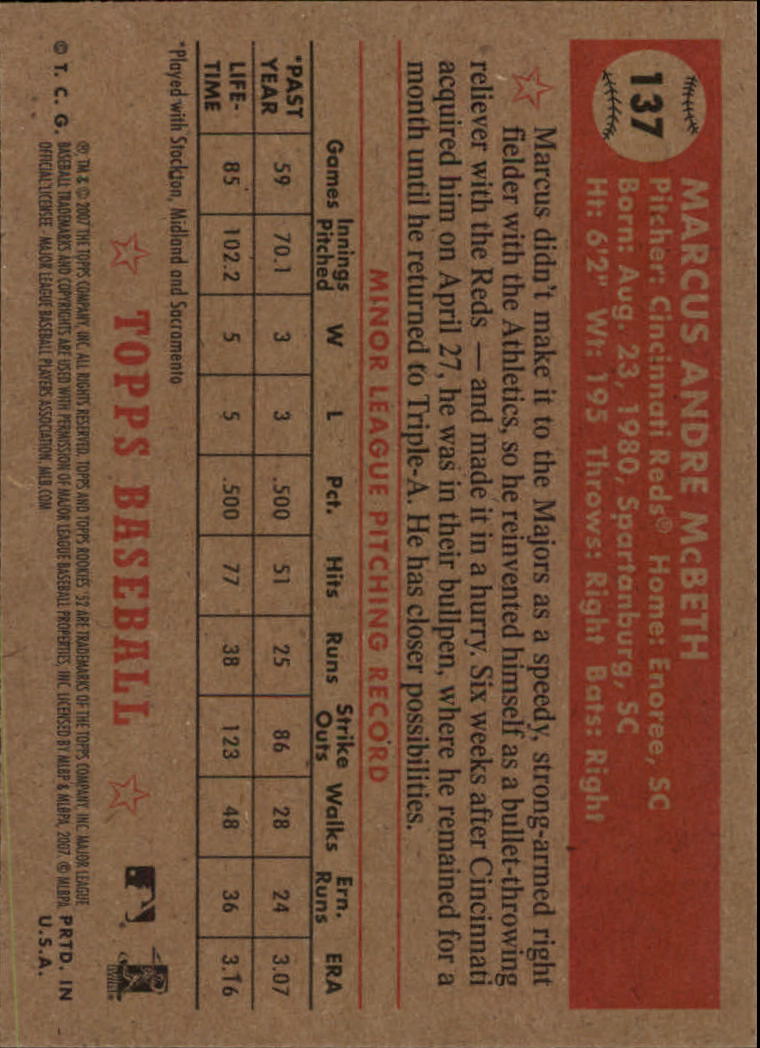 137
MARCUS ANDRE McBETH
Pitcher: Cincinnati Reds® Home: Enoree, SC
Born: Aug. 23, 1980, Spartanburg, SC
Ht: 6'2" Wt: 195 Throws: Right Bats: Right
Marcus didn't make it to the Majors as a speedy, strong-armed right
fielder with the Athletics, so he reinvented himself as a bullet-throwing
reliever with the Reds — and made it in a hurry. Six weeks after Cincinnati
acquired him on April 27, he was in their bullpen, where he remained for a
month until he returned to Triple-A. He has closer possibilities.
MINOR LEAGUE PITCHING RECORD
Games Innings Pitched W L Pct. Hits Runs Strike Outs Walks Ern. Runs ERA
*PAST YEAR 59 70.1 3 3 .500 51 25 86 28 24 3.07
LIFE-TIME 85 102.2 5 5 .500 77 38 123 48 36 3.16
*Played with Stockton, Midland and Sacramento
TOPPS BASEBALL
® TM & © 2007 THE TOPPS COMPANY, INC. ALL RIGHTS RESERVED. TOPPS AND TOPPS ROOKIES '52 ARE TRADEMARKS OF THE TOPPS COMPANY, INC. MAJOR LEAGUE
© T. C. G. BASEBALL TRADEMARKS AND COPYRIGHTS ARE USED WITH PERMISSION OF MAJOR LEAGUE BASEBALL PROPERTIES, INC. LICENSED BY MLBP & MLBPA, 2007. © MLBPA PRTD. IN
OFFICIAL LICENSEE - MAJOR LEAGUE BASEBALL PLAYERS ASSOCIATION. MLB.COM U.S.A.